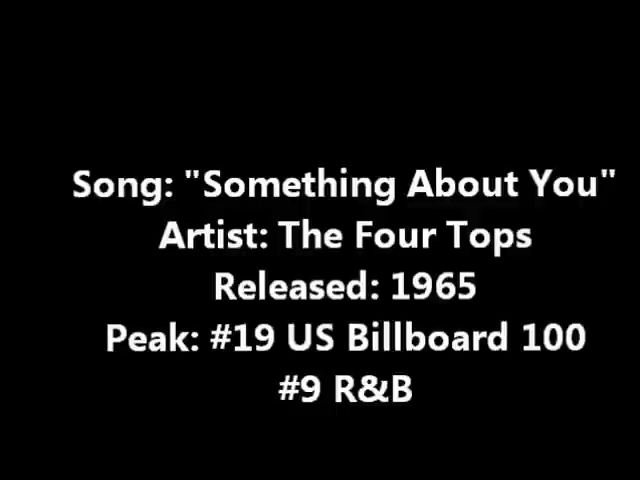 Song: "Something About You"
Artist: The Four Tops
Released: 1965
Peak: #19 US Billboard 100
#9 R&B